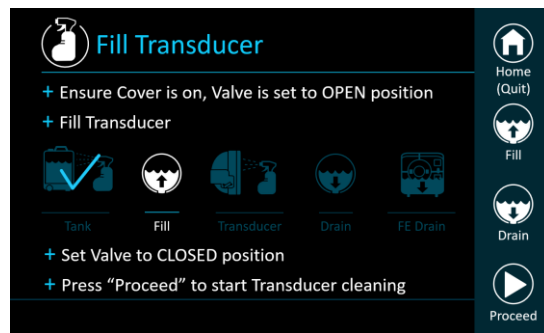 Fill Transducer
+ Ensure Cover is on, Valve is set to OPEN position
+ Fill Transducer
Tank
Fill
Transducer
Drain
FE Drain
+ Set Valve to CLOSED position
+ Press “Proceed” to start Transducer cleaning
Home
(Quit)
Fill
Drain
Proceed